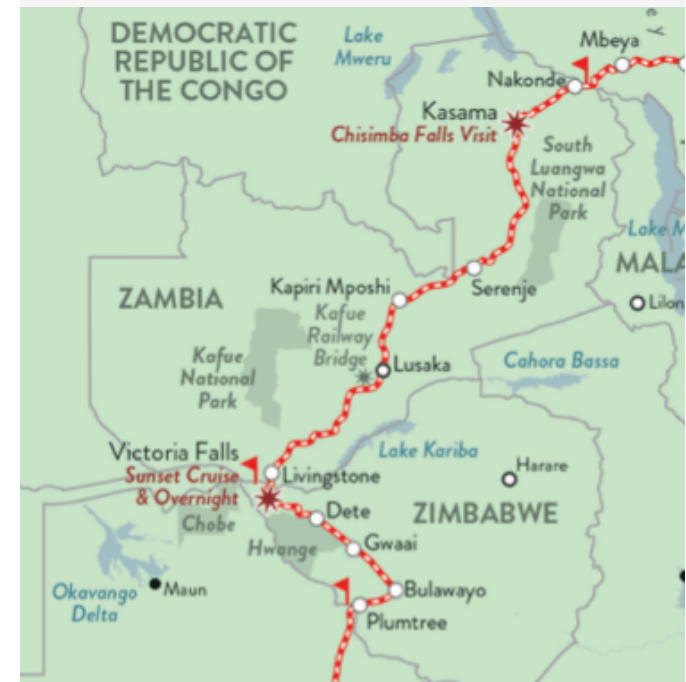 DEMOCRATIC
REPUBLIC OF
THE CONGO
Lake
Mweru
Mbeya
Nakonde
Kasama
Chisimba Falls Visit
South
Luangwa
National
Park
Lake M
MALA
Lilon
Kapiri Mposhi
Serenje
ZAMBIA
Kafue
Railway
Bridge
Kafue
National
Park
Lusaka
Cahora Bassa
Victoria Falls
Sunset Cruise
& Overnight
Livingstone
Lake Kariba
Harare
Chobe
Dete
ZIMBABWE
Hwange
Gwaai
Okavango
Delta
Maun
Bulawayo
Plumtree